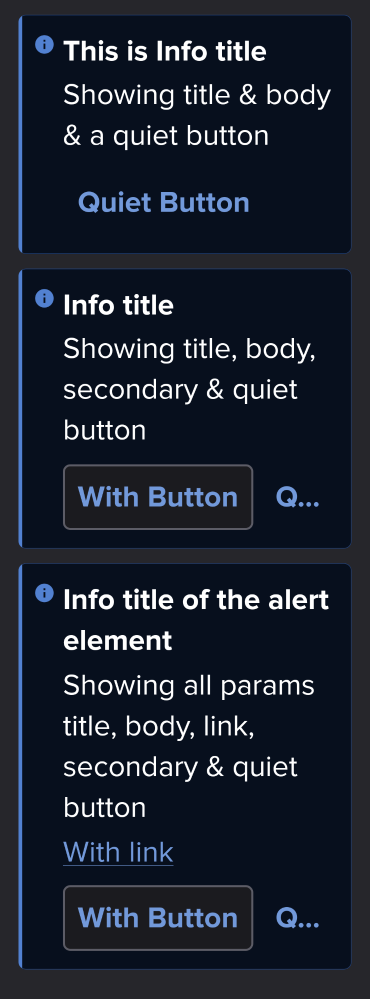 This is Info title
Showing title & body
& a quiet button
Quiet Button
Info title
Showing title, body,
secondary & quiet
button
With Button
Q...
Info title of the alert
element
Showing all params
title, body, link,
secondary & quiet
button
With link
With Button
Q...